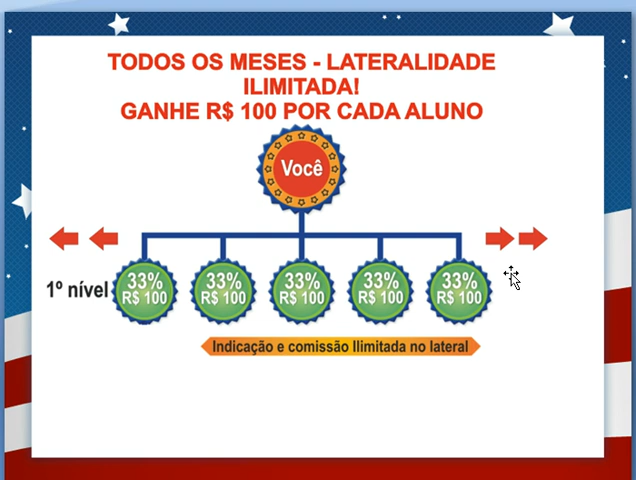 TODOS OS MESES - LATERALIDADE
ILIMITADA!
GANHE R$ 100 POR CADA ALUNO
Você
1º nível
33%
R$ 100
33%
R$ 100
33%
R$ 100
33%
R$ 100
33%
R$ 100
Indicação e comissão Ilimitada no lateral